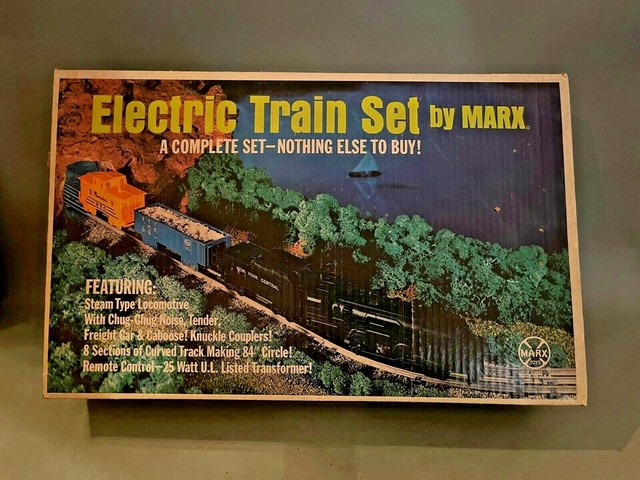 Electric Train Set by MARX
A COMPLETE SET—NOTHING ELSE TO BUY!
NEW YORK CENTRAL
FEATURING:
Steam Type Locomotive
With Chug-Chug Noise, Tender,
Freight Car & Caboose! Knuckle Couplers!
8 Sections of Curved Track Making 84" Circle!
Remote Control—25 Watt U.L. Listed Transformer!
MARX
TOYS